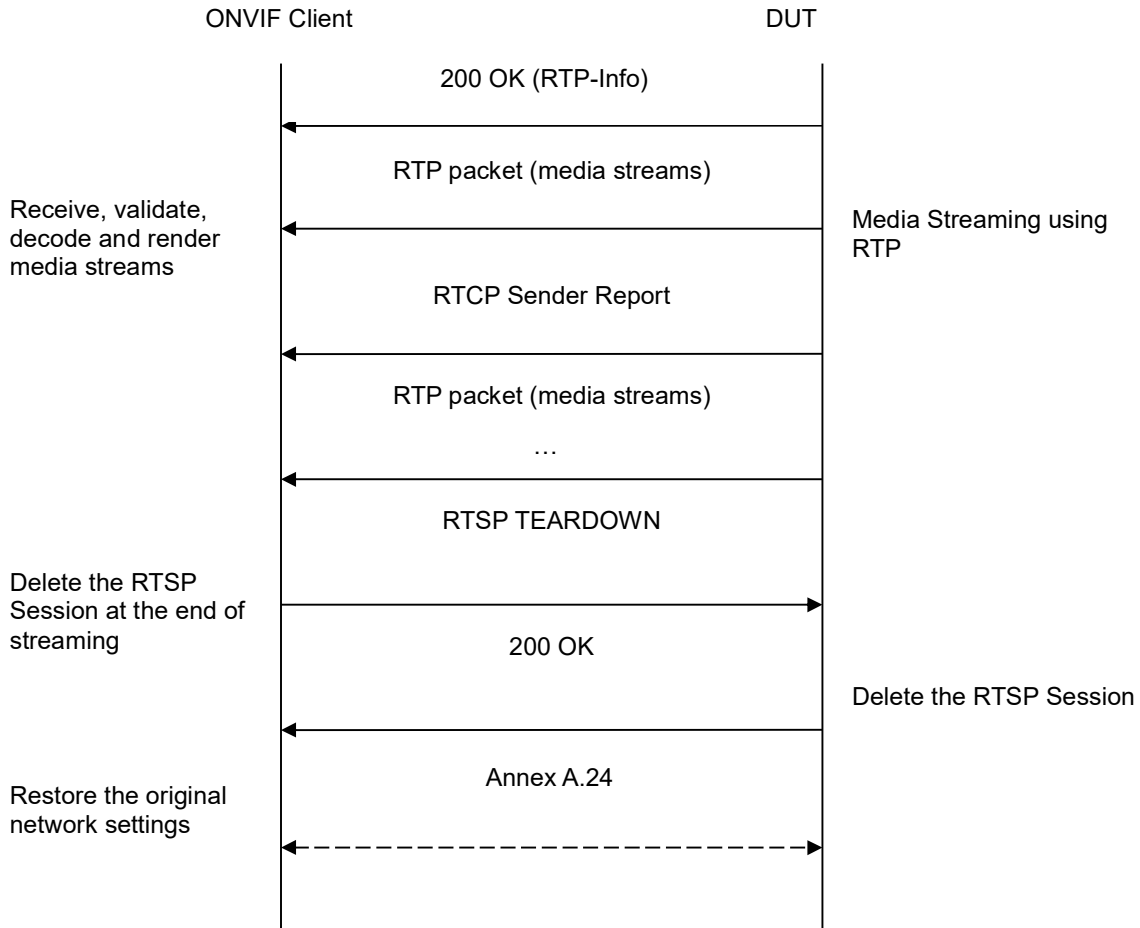 ONVIF Client
DUT
200 OK (RTP-Info)
RTP packet (media streams)
Receive, validate,
decode and render
media streams
Media Streaming using
RTP
RTCP Sender Report
RTP packet (media streams)
…
RTSP TEARDOWN
Delete the RTSP
Session at the end of
streaming
200 OK
Delete the RTSP Session
Annex A.24
Restore the original
network settings